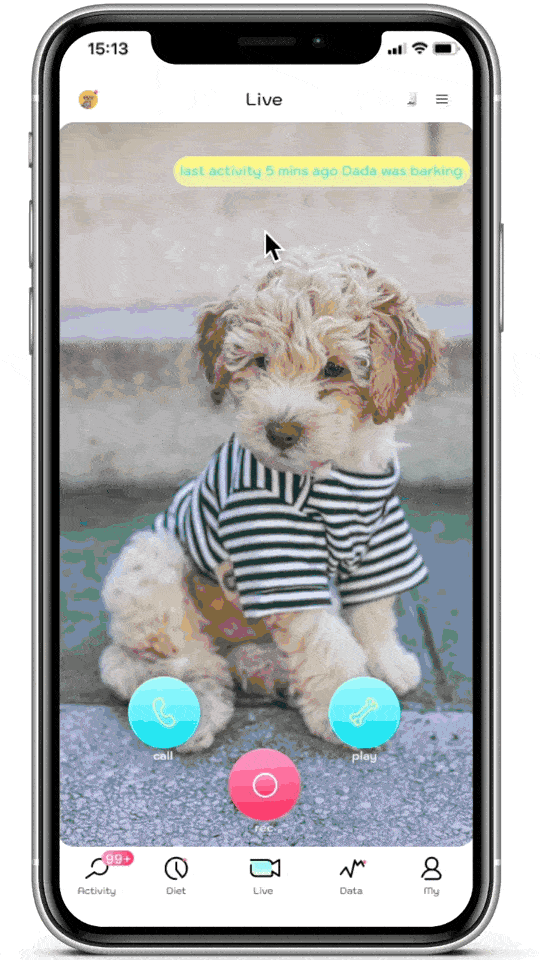 15:13
Live
last activity 5 mins ago Dada was barking
call
play
rec
99+
Activity
Diet
Live
Data
My